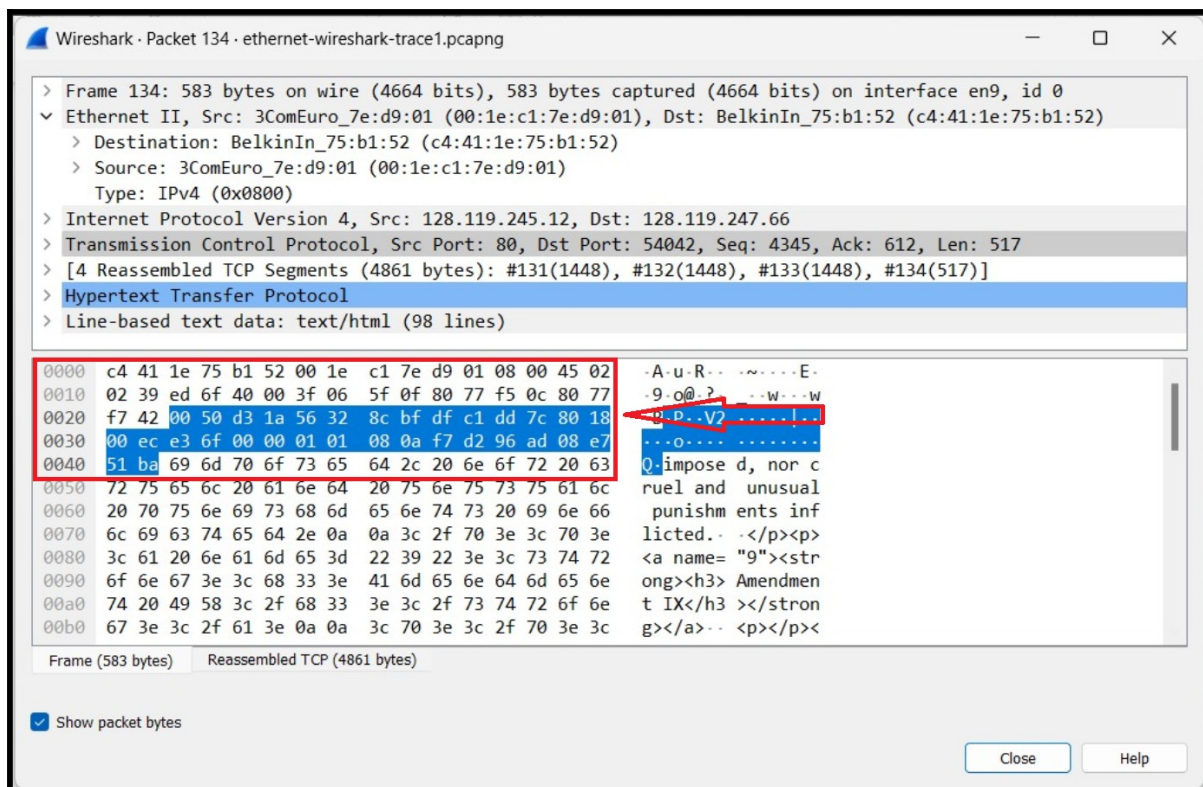 Wireshark · Packet 134 · ethernet-wireshark-trace1.pcapng
Frame 134: 583 bytes on wire (4664 bits), 583 bytes captured (4664 bits) on interface en9, id 0
Ethernet II, Src: 3ComEuro_7e:d9:01 (00:1e:c1:7e:d9:01), Dst: BelkinIn_75:b1:52 (c4:41:1e:75:b1:52)
Destination: BelkinIn_75:b1:52 (c4:41:1e:75:b1:52)
Source: 3ComEuro_7e:d9:01 (00:1e:c1:7e:d9:01)
Type: IPv4 (0x0800)
Internet Protocol Version 4, Src: 128.119.245.12, Dst: 128.119.247.66
Transmission Control Protocol, Src Port: 80, Dst Port: 54042, Seq: 4345, Ack: 612, Len: 517
[4 Reassembled TCP Segments (4861 bytes): #131(1448), #132(1448), #133(1448), #134(517)]
Hypertext Transfer Protocol
Line-based text data: text/html (98 lines)
0000 c4 41 1e 75 b1 52 00 1e c1 7e d9 01 08 00 45 02 ·A·u·R·· ·~····E·
0010 02 39 ed 6f 40 00 3f 06 5f 0f 80 77 f5 0c 80 77 ·9·o@·?· _··w···w
0020 f7 42 00 50 d3 1a 56 32 8c bf df c1 dd 7c 80 18 ·B·P··V2 ·····|··
0030 00 ec e3 6f 00 00 01 01 08 0a f7 d2 96 ad 08 e7 ···o···· ········
0040 51 ba 69 6d 70 6f 73 65 64 2c 20 6e 6f 72 20 63 Q·impose d, nor c
0050 72 75 65 6c 20 61 6e 64 20 75 6e 75 73 75 61 6c ruel and  unusual
0060 20 70 75 6e 69 73 68 6d 65 6e 74 73 20 69 6e 66  punishm ents inf
0070 6c 69 63 74 65 64 2e 0a 0a 3c 2f 70 3e 3c 70 3e licted.· ·</p><p>
0080 3c 61 20 6e 61 6d 65 3d 22 39 22 3e 3c 73 74 72 <a name= "9"><str
0090 6f 6e 67 3e 3c 68 33 3e 41 6d 65 6e 64 6d 65 6e ong><h3> Amendmen
00a0 74 20 49 58 3c 2f 68 33 3e 3c 2f 73 74 72 6f 6e t IX</h3 ></stron
00b0 67 3e 3c 2f 61 3e 0a 0a 3c 70 3e 3c 2f 70 3e 3c g></a>·· <p></p><
Frame (583 bytes) Reassembled TCP (4861 bytes)
Show packet bytes
Close Help